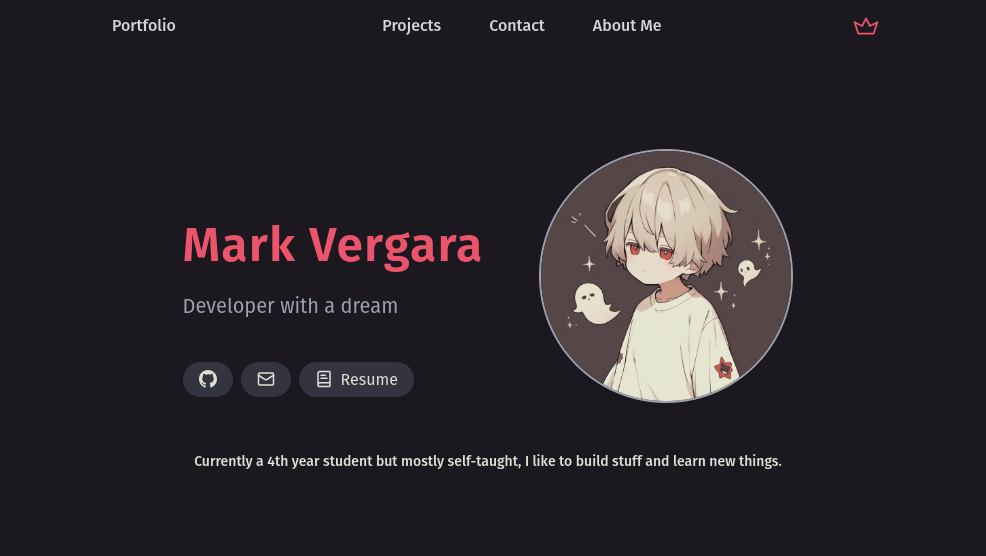 Portfolio
Projects
Contact
About Me
Mark Vergara
Developer with a dream
Resume
Currently a 4th year student but mostly self-taught, I like to build stuff and learn new things.